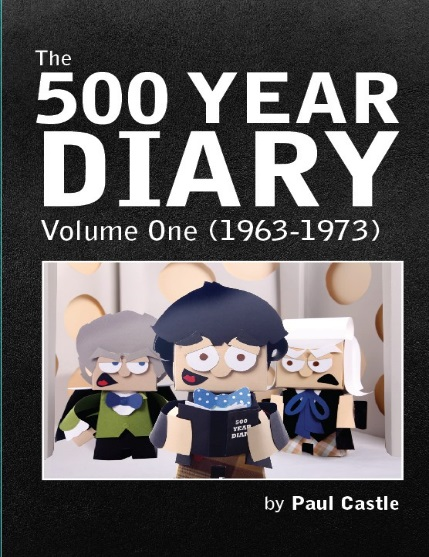 The
500 YEAR
DIARY
Volume One (1963-1973)
500
YEAR
DIARY
by Paul Castle